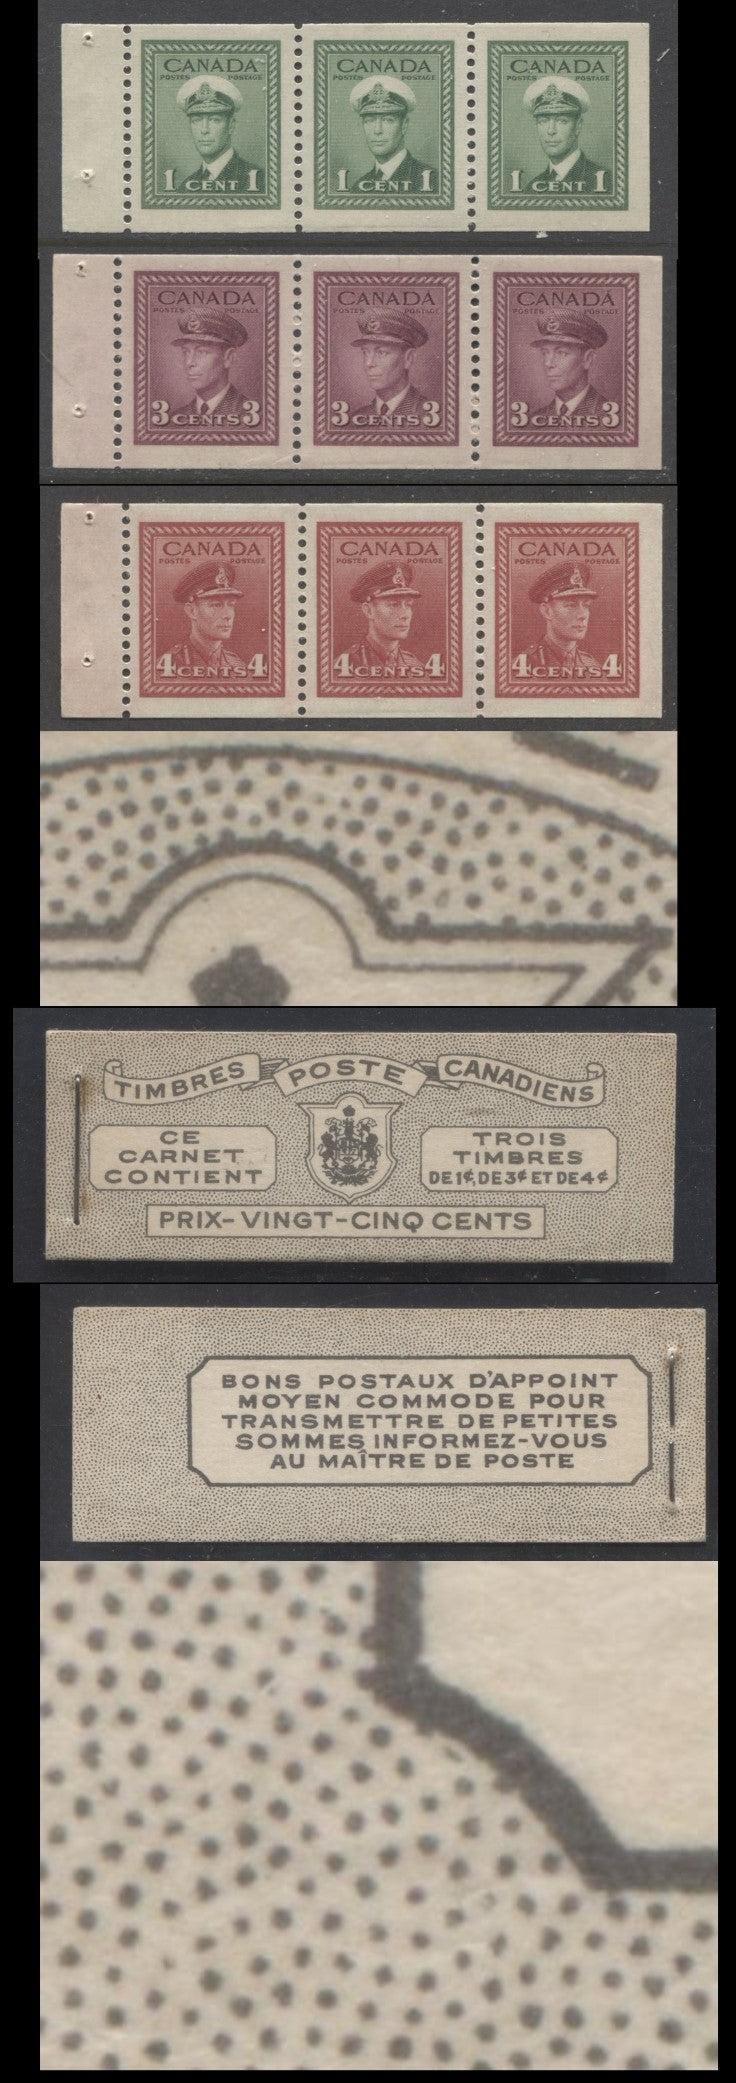 CANADA CANADA CANADA
POSTES POSTAGE POSTES POSTAGE POSTES POSTAGE
1 CENT 1 1 CENT 1 1 CENT 1
CANADA CANADA CANADA
POSTES POSTAGE POSTES POSTAGE POSTES POSTAGE
3 CENTS 3 3 CENTS 3 3 CENTS 3
CANADA CANADA CANADA
POSTES POSTAGE POSTES POSTAGE POSTES POSTAGE
4 CENTS 4 4 CENTS 4 4 CENTS 4
TIMBRES POSTE CANADIENS
CE
CARNET
CONTIENT
TROIS
TIMBRES
DE 1¢, DE 3¢ ET DE 4¢
PRIX-VINGT-CINQ CENTS
BONS POSTAUX D'APPOINT
MOYEN COMMODE POUR
TRANSMETTRE DE PETITES
SOMMES INFORMEZ-VOUS
AU MAÎTRE DE POSTE